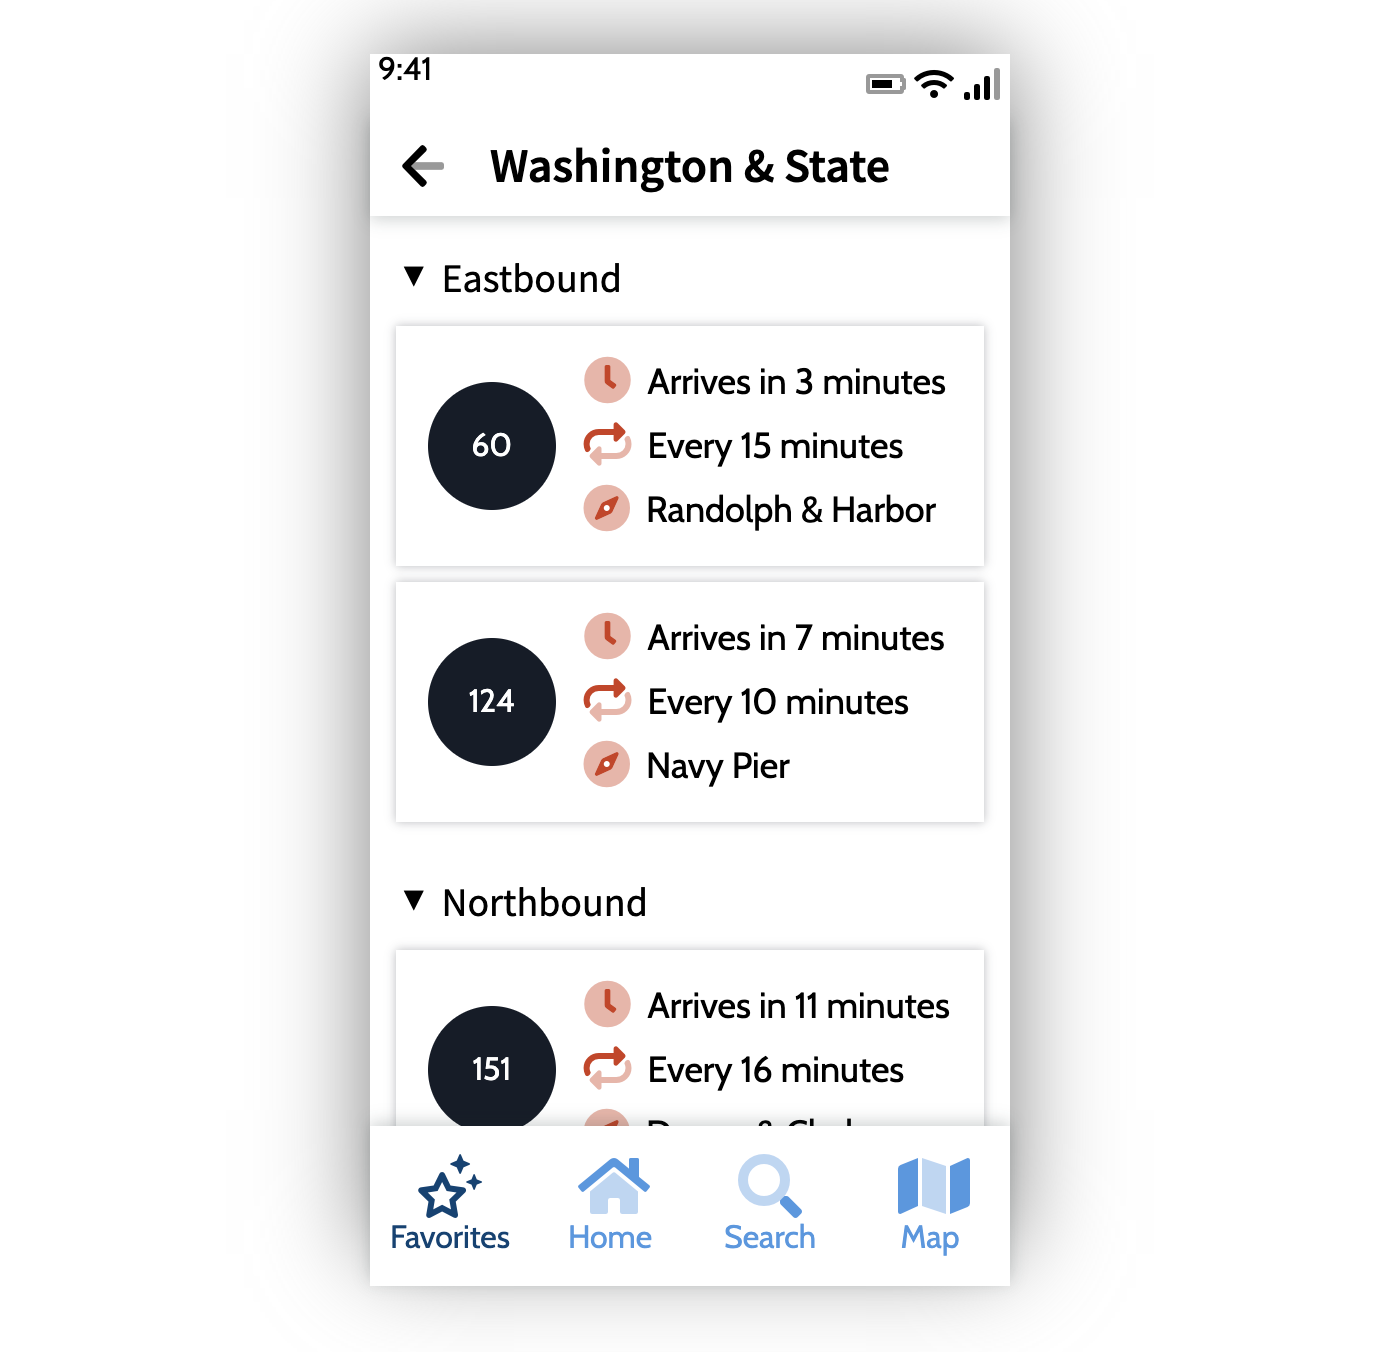 9:41
Washington & State
▼ Eastbound
60
Arrives in 3 minutes
Every 15 minutes
Randolph & Harbor
124
Arrives in 7 minutes
Every 10 minutes
Navy Pier
▼ Northbound
151
Arrives in 11 minutes
Every 16 minutes
&
Favorites
Home
Search
Map